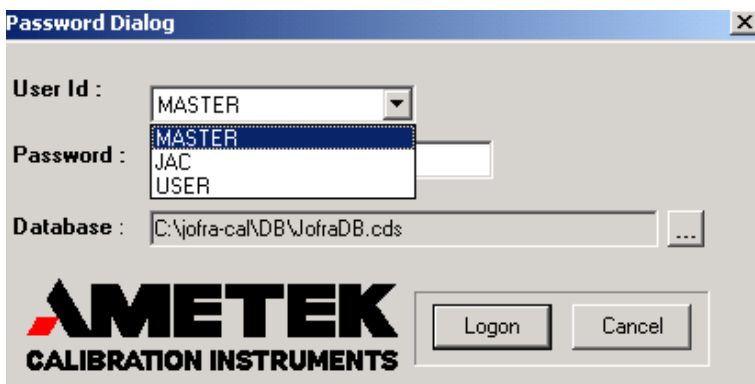 Password Dialog
User Id :
MASTER
MASTER
Password :
JAC
USER
Database :
C:\jofra-cal\DB\JofraDB.cds
...
AMETEK
CALIBRATION INSTRUMENTS
Logon
Cancel